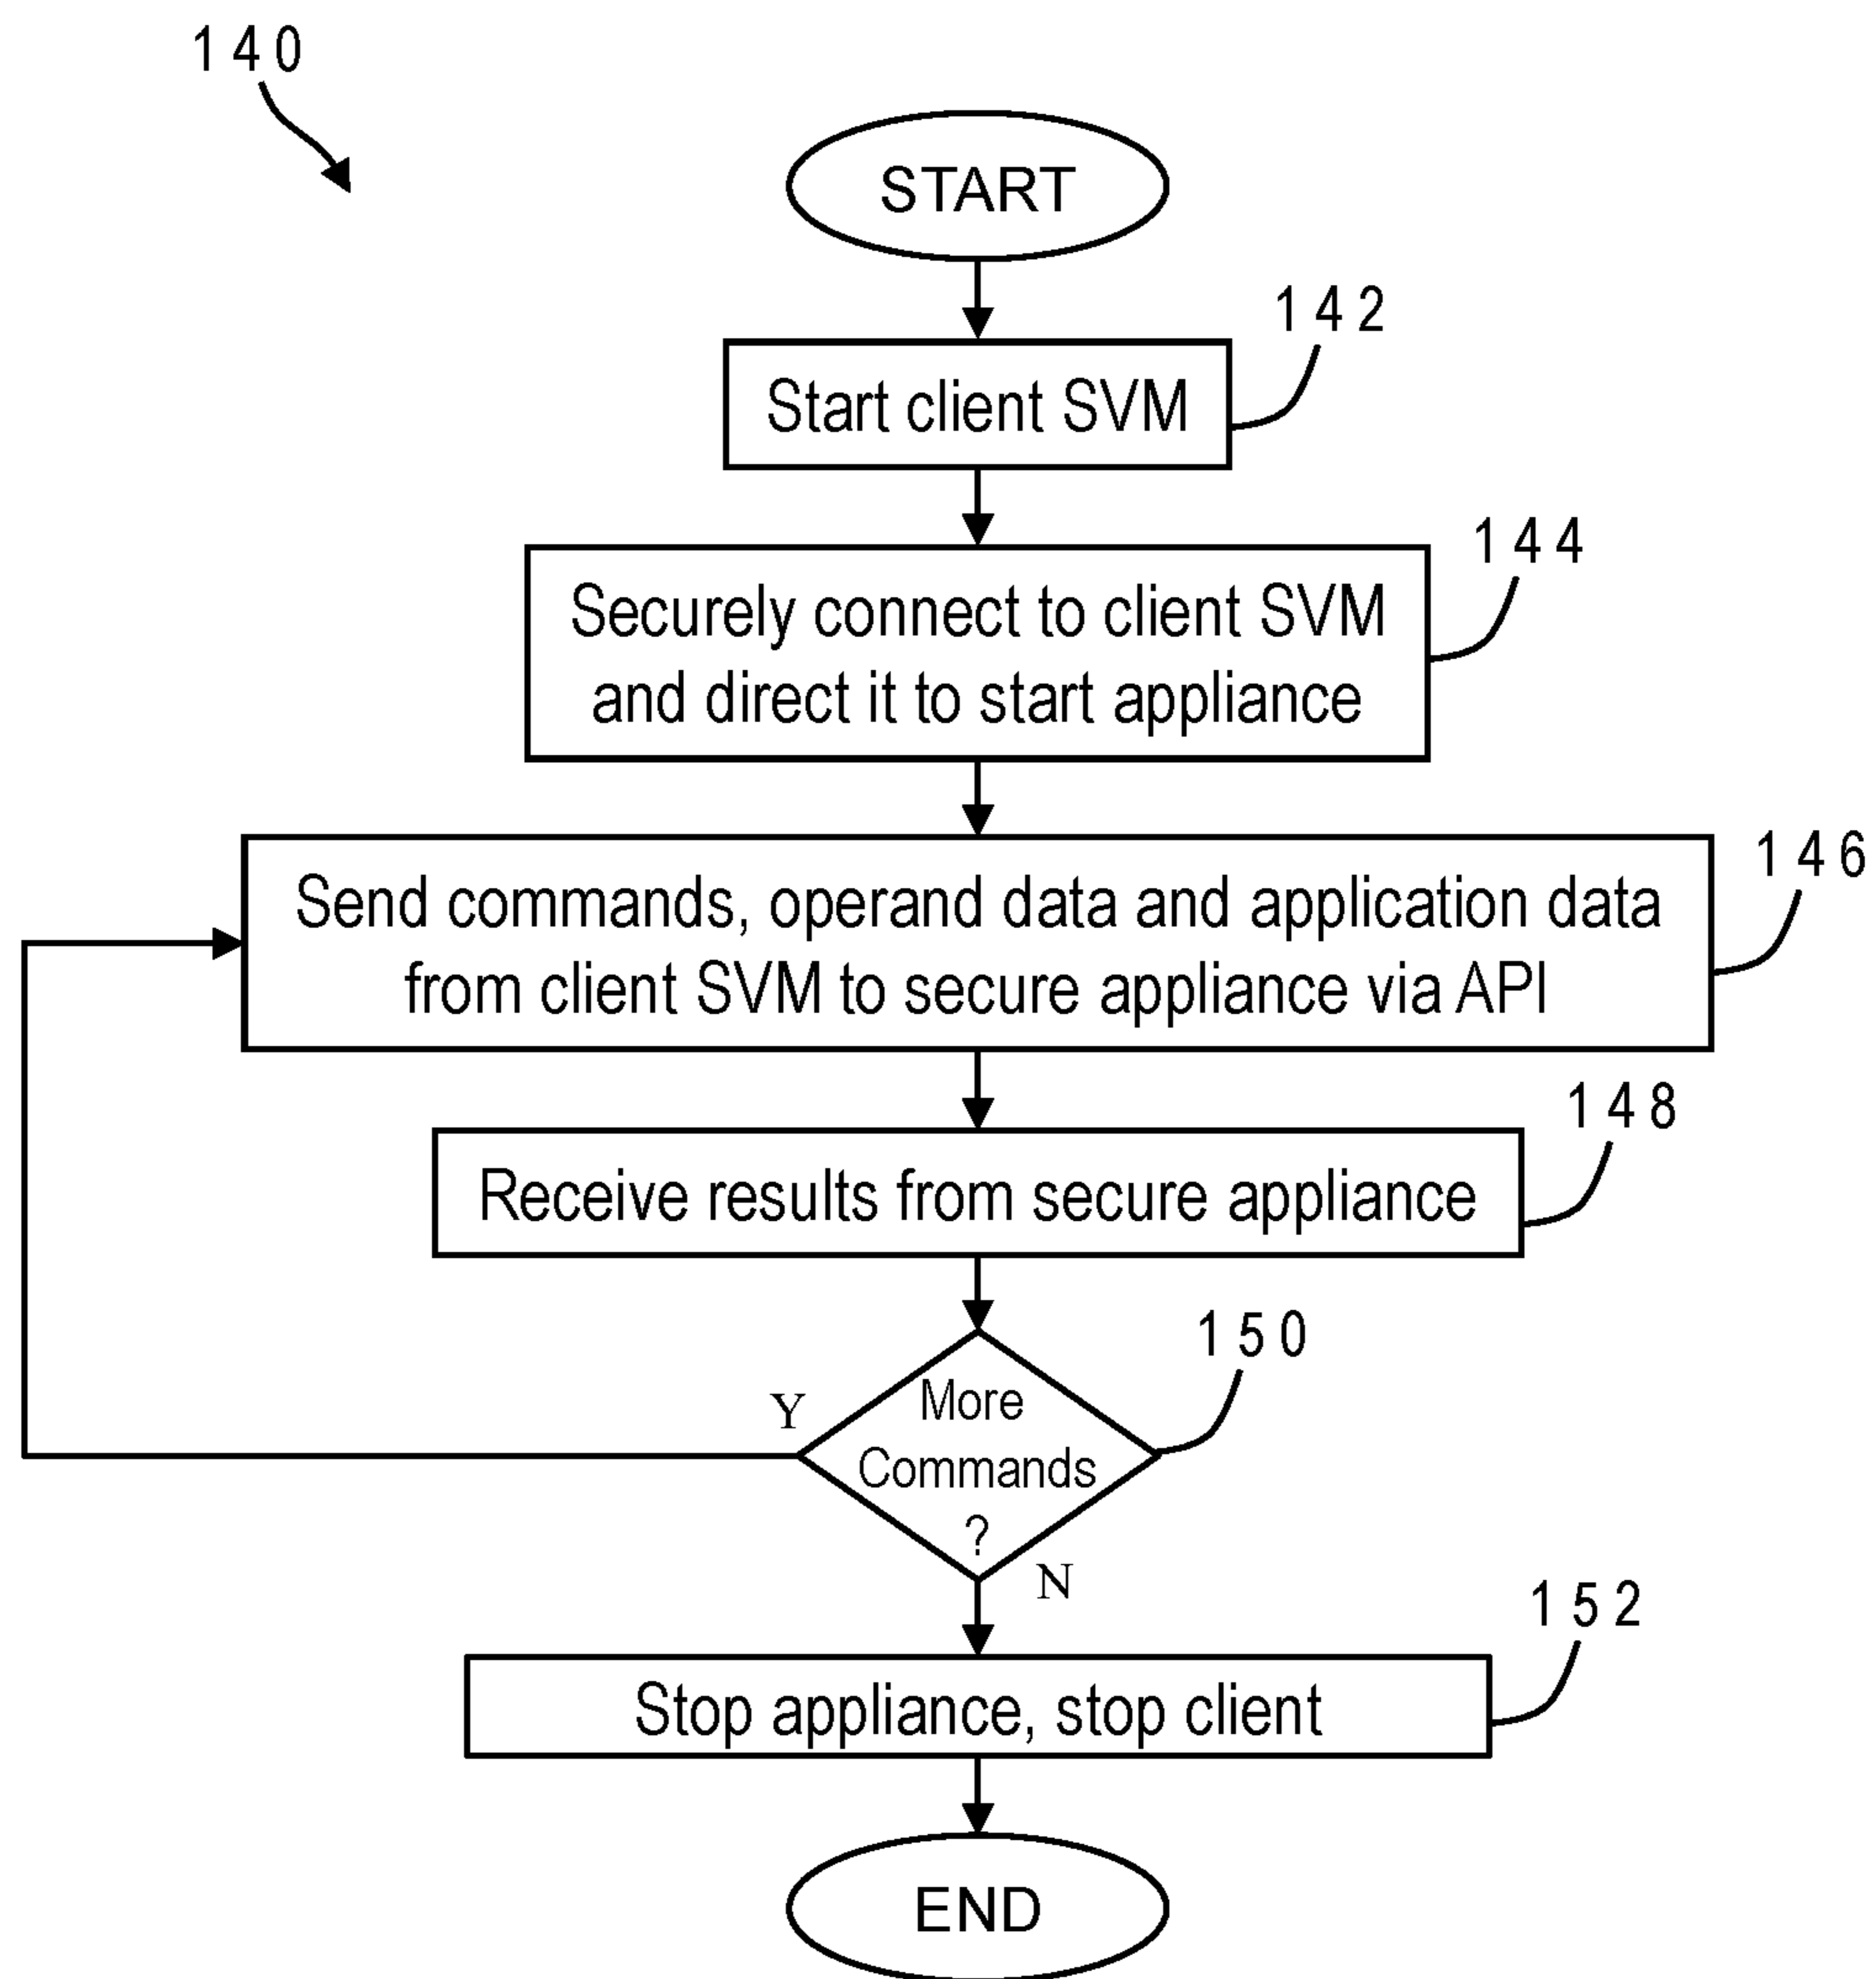 140
START
142
Start client SVM
144
Securely connect to client SVM
and direct it to start appliance
146
Send commands, operand data and application data
from client SVM to secure appliance via API
148
Receive results from secure appliance
150
Y
More
Commands
?
N
152
Stop appliance, stop client
END